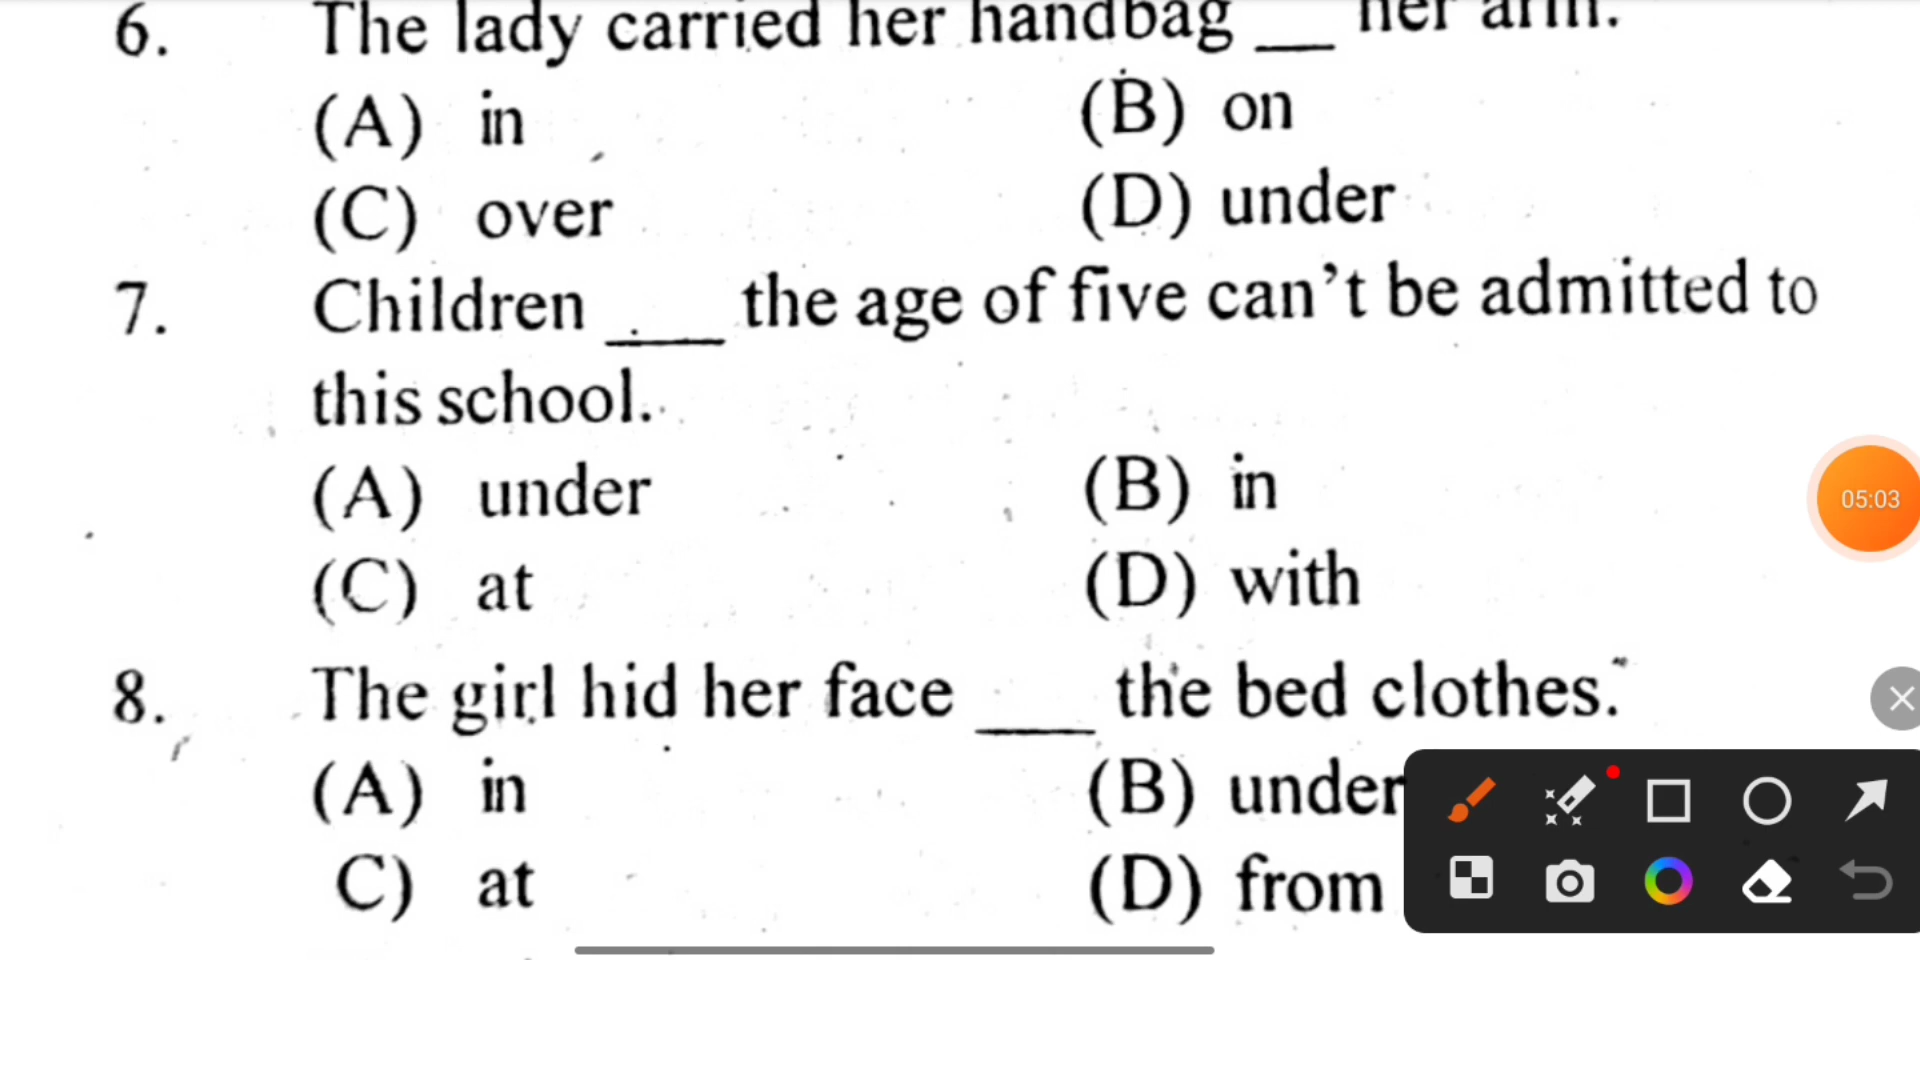 6. The lady carried her handbag __ her arm.
(A) in (B) on
(C) over (D) under
7. Children ___ the age of five can't be admitted to
this school.
(A) under (B) in
(C) at (D) with
8. The girl hid her face ___ the bed clothes.
(A) in (B) under
C) at (D) from
05:03